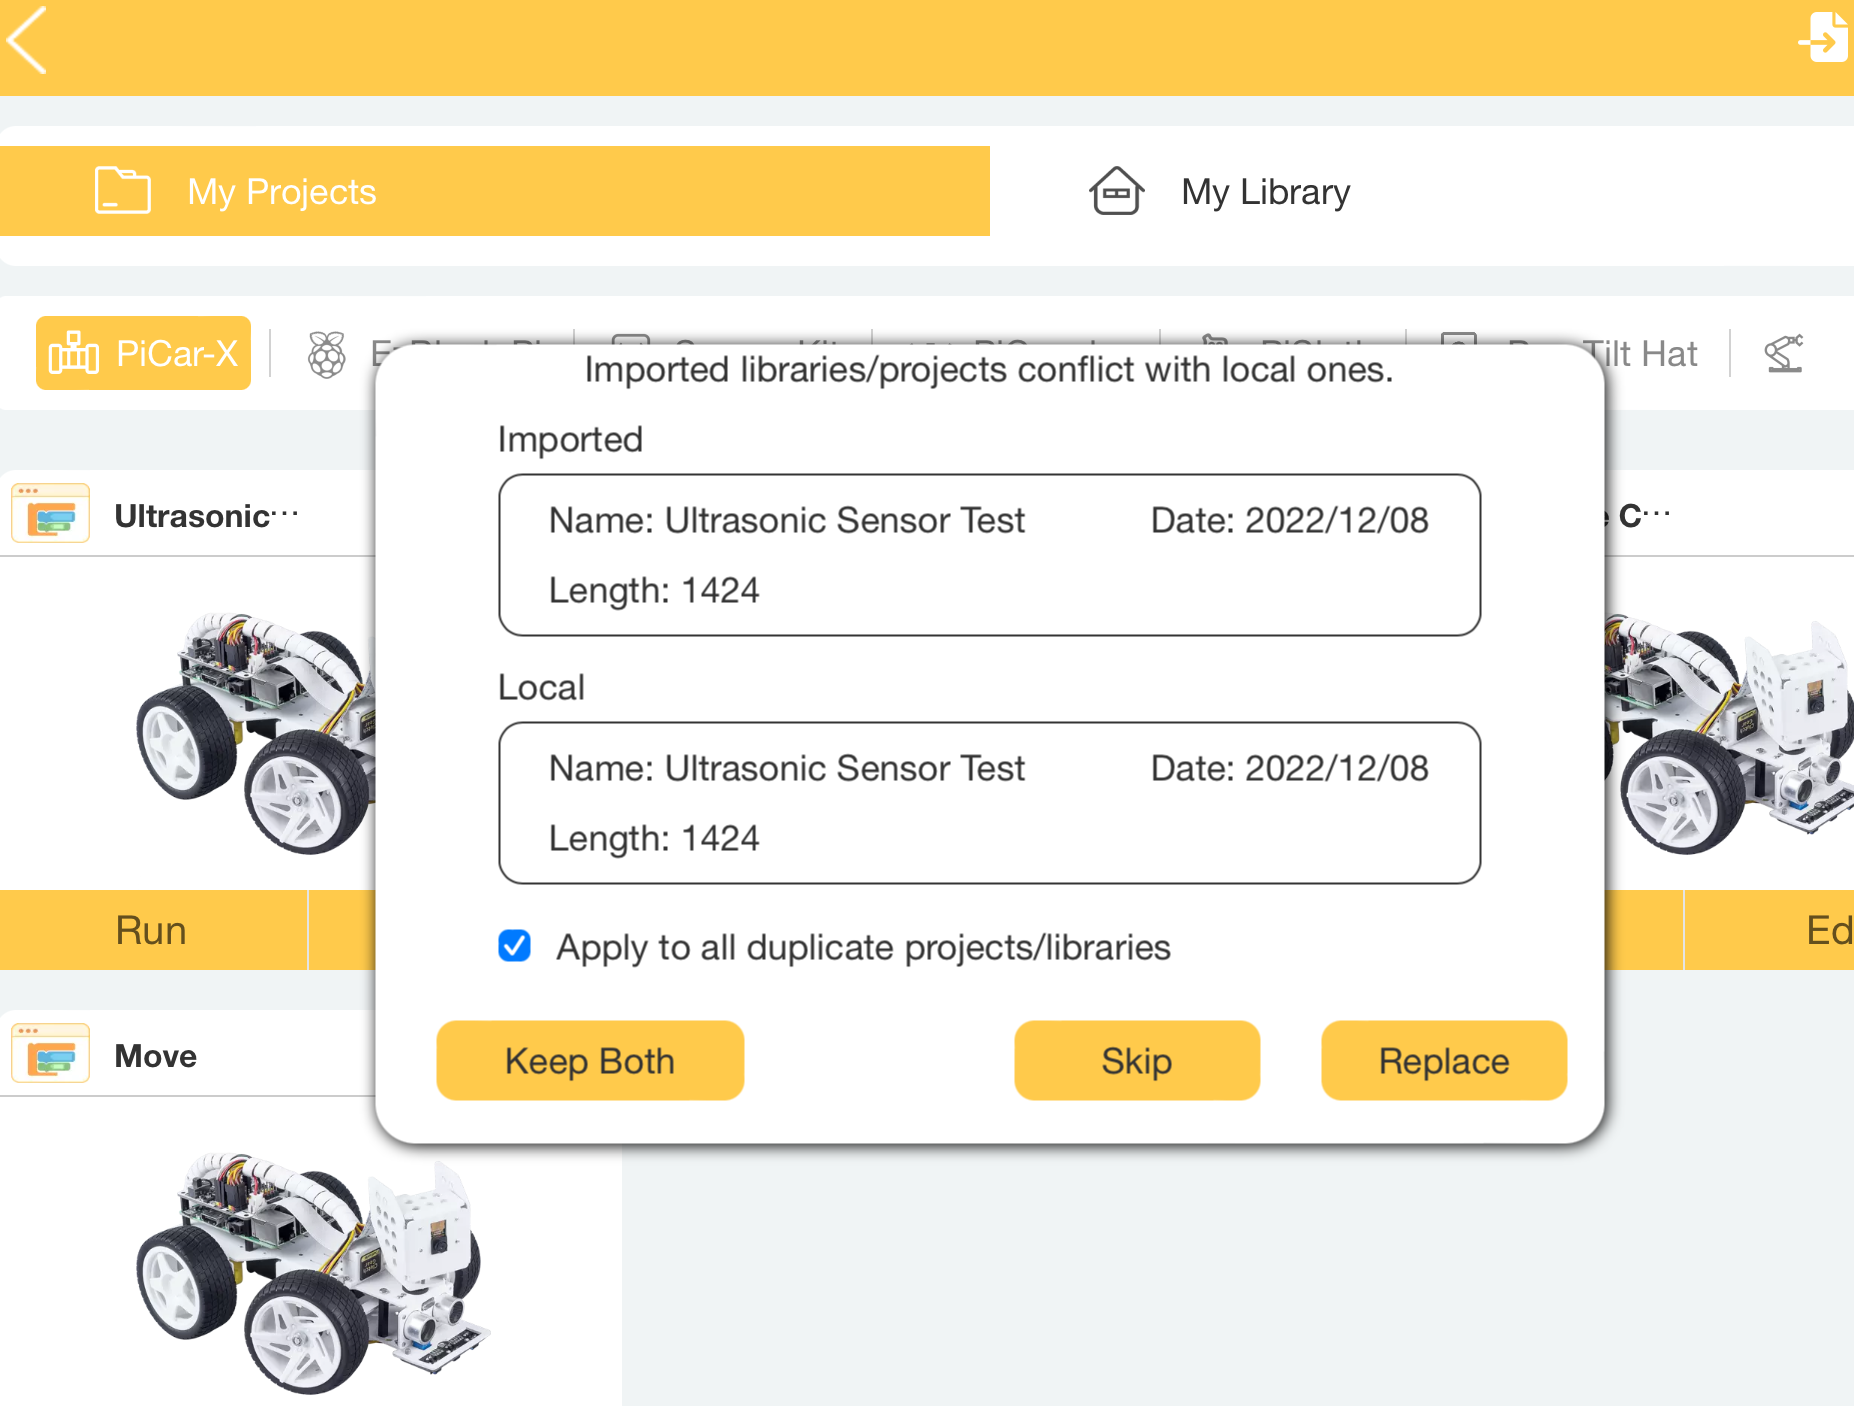 My Projects
My Library
PiCar-X
Tilt Hat
Imported libraries/projects conflict with local ones.
Imported
Name: Ultrasonic Sensor Test Date: 2022/12/08
Length: 1424
Local
Name: Ultrasonic Sensor Test Date: 2022/12/08
Length: 1424
Apply to all duplicate projects/libraries
Keep Both
Skip
Replace
Ultrasonic···
C···
Run
Ed
Move